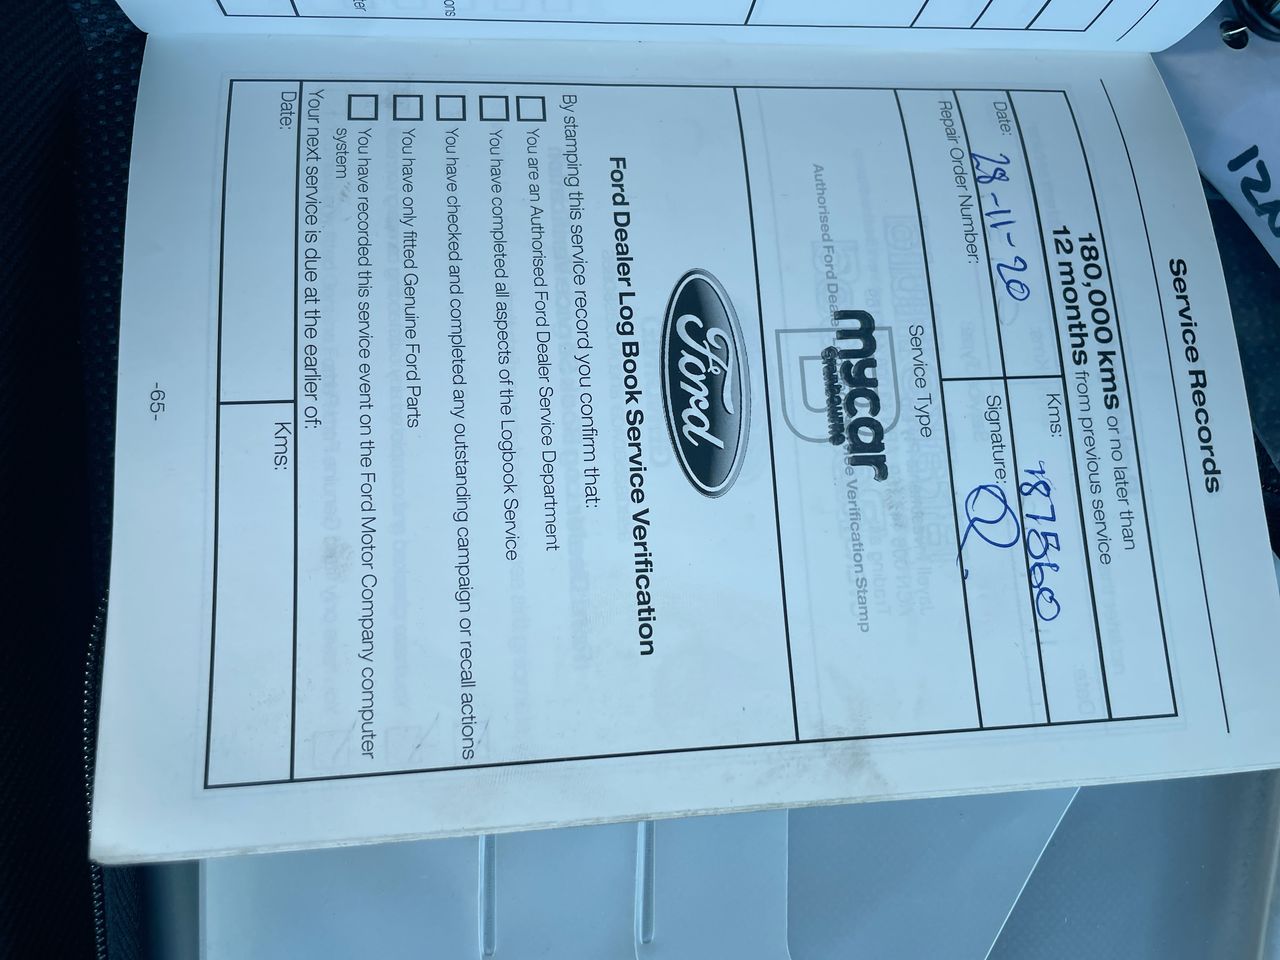 Service Records
180,000 kms or no later than
12 months from previous service
Date: 28-11-20
Kms: 187560
Repair Order Number:
Signature:
Service Type
mycar
Cranbourne
Authorised Ford Dealer Service Verification Stamp
Ford
Ford Dealer Log Book Service Verification
By stamping this service record you confirm that:
You are an Authorised Ford Dealer Service Department
You have completed all aspects of the Logbook Service
You have checked and completed any outstanding campaign or recall actions
You have only fitted Genuine Ford Parts
You have recorded this service event on the Ford Motor Company computer
system
Your next service is due at the earlier of:
Date:
Kms:
-65-